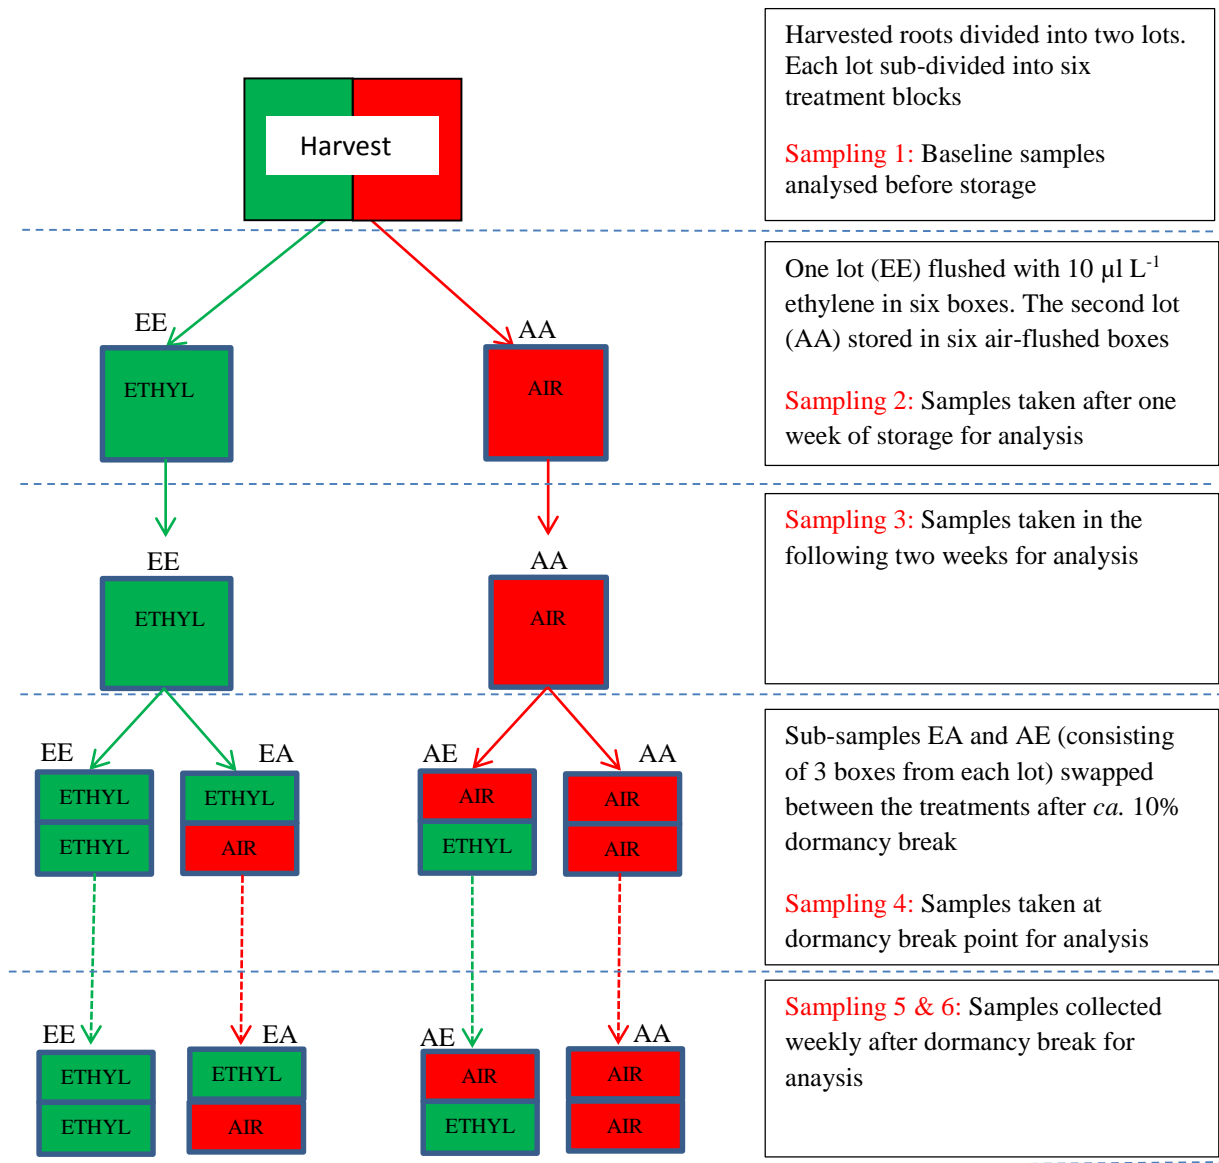 Harvested roots divided into two lots.
Each lot sub-divided into six
treatment blocks
Harvest
Sampling 1: Baseline samples
analysed before storage
One lot (EE) flushed with 10 µl L-1
ethylene in six boxes. The second lot
(AA) stored in six air-flushed boxes
EE
AA
ETHYL
AIR
Sampling 2: Samples taken after one
week of storage for analysis
Sampling 3: Samples taken in the
following two weeks for analysis
EE
AA
ETHYL
AIR
Sub-samples EA and AE (consisting
of 3 boxes from each lot) swapped
between the treatments after ca. 10%
dormancy break
EE
EA
AE
AA
ETHYL
ETHYL
AIR
AIR
ETHYL
AIR
ETHYL
AIR
Sampling 4: Samples taken at
dormancy break point for analysis
Sampling 5 & 6: Samples collected
weekly after dormancy break for
anaysis
EE
EA
AE
AA
ETHYL
ETHYL
AIR
AIR
ETHYL
AIR
ETHYL
AIR